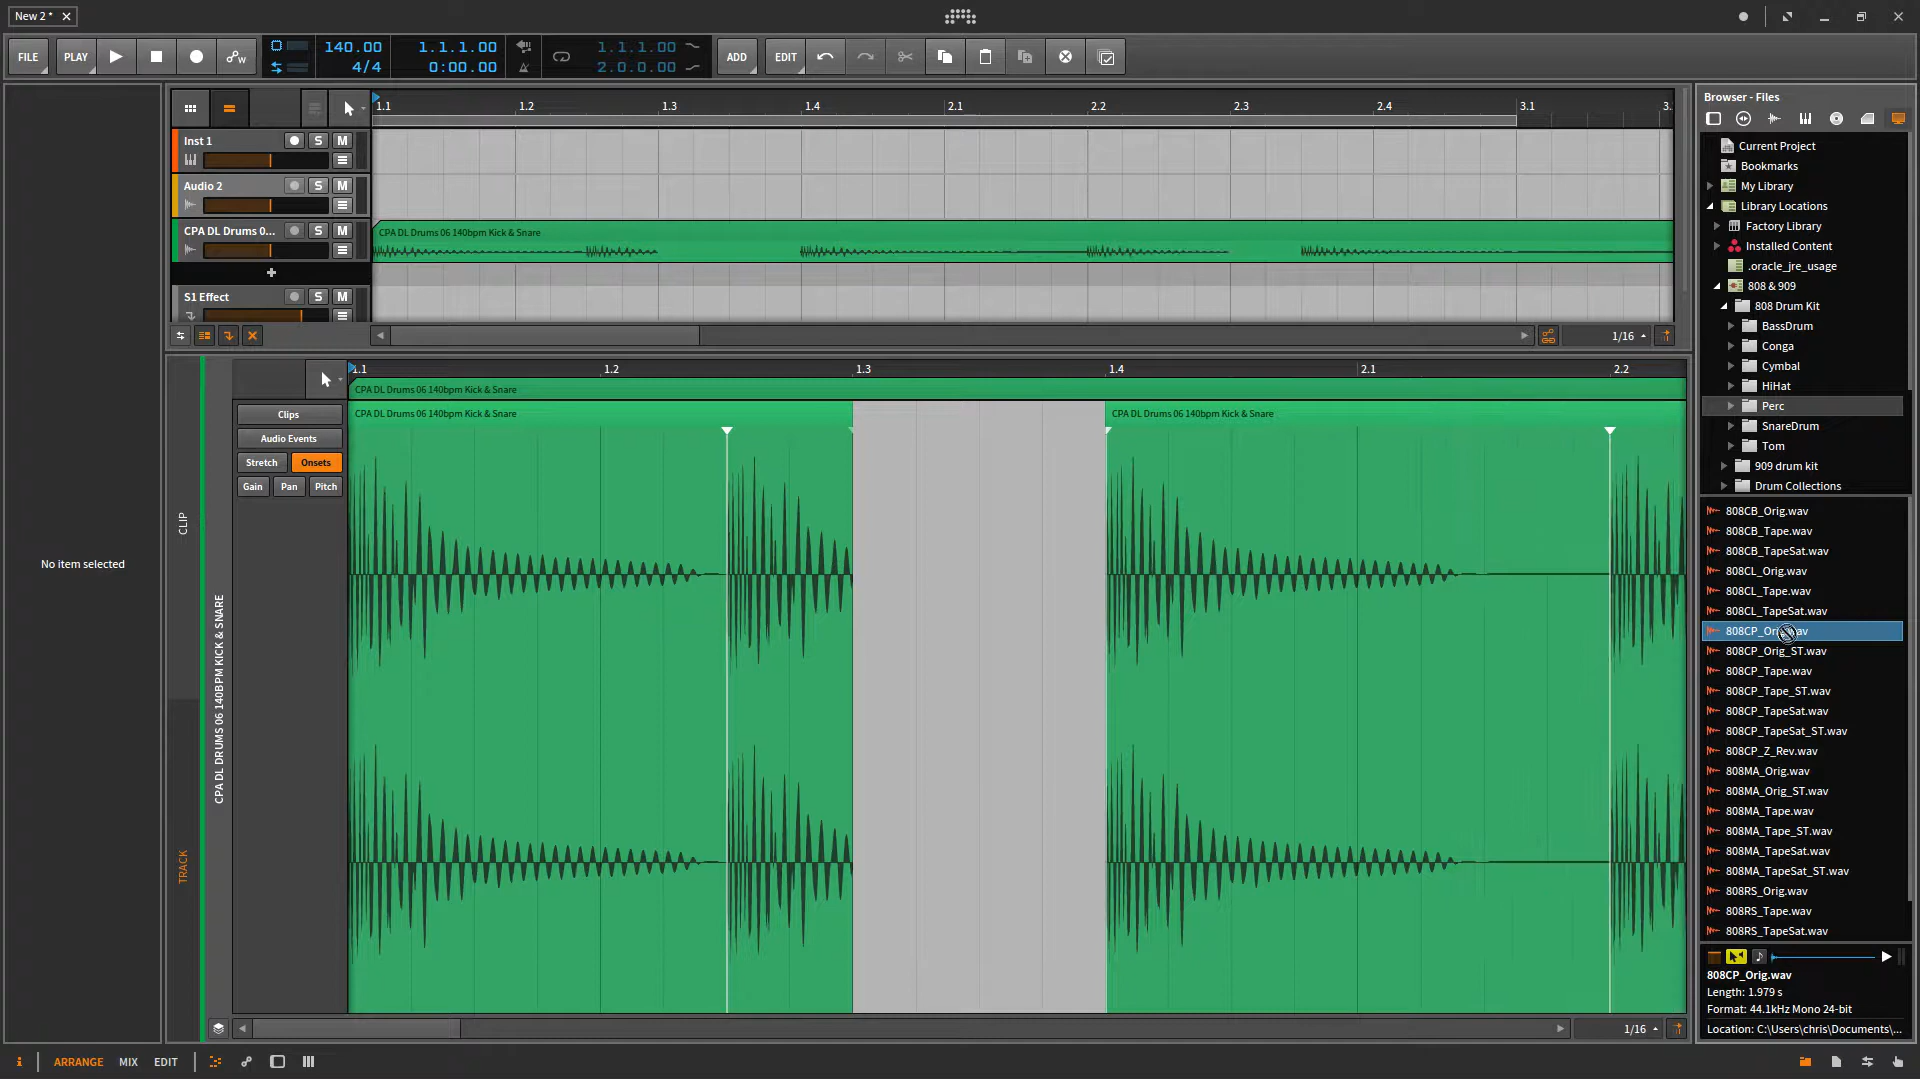 New 2 *
FILE
PLAY
140.00
4/4
1.1.1.00
0:00.00
1.1.1.00
2.0.0.00
ADD
EDIT
1.1
1.2
1.3
1.4
2.1
2.2
2.3
2.4
3.1
3.
Inst 1
S
M
Audio 2
S
M
CPA DL Drums 0...
S
M
CPA DL Drums 06 140bpm Kick & Snare
S1 Effect
S
M
1/16
No item selected
CLIP
TRACK
CPA DL DRUMS 06 140BPM KICK & SNARE
1.1
1.2
1.3
1.4
2.1
2.2
CPA DL Drums 06 140bpm Kick & Snare
CPA DL Drums 06 140bpm Kick & Snare
CPA DL Drums 06 140bpm Kick & Snare
Clips
Audio Events
Stretch
Onsets
Gain
Pan
Pitch
1/16
Browser - Files
Current Project
Bookmarks
My Library
Library Locations
Factory Library
Installed Content
.oracle_jre_usage
808 & 909
808 Drum Kit
BassDrum
Conga
Cymbal
HiHat
Perc
SnareDrum
Tom
909 drum kit
Drum Collections
808CB_Orig.wav
808CB_Tape.wav
808CB_TapeSat.wav
808CL_Orig.wav
808CL_Tape.wav
808CL_TapeSat.wav
808CP_Orig.wav
808CP_Orig_ST.wav
808CP_Tape.wav
808CP_Tape_ST.wav
808CP_TapeSat.wav
808CP_TapeSat_ST.wav
808CP_Z_Rev.wav
808MA_Orig.wav
808MA_Orig_ST.wav
808MA_Tape.wav
808MA_Tape_ST.wav
808MA_TapeSat.wav
808MA_TapeSat_ST.wav
808RS_Orig.wav
808RS_Tape.wav
808RS_TapeSat.wav
808CP_Orig.wav
Length: 1.979 s
Format: 44.1kHz Mono 24-bit
Location: C:\Users\chris\Documents\...
i
ARRANGE
MIX
EDIT